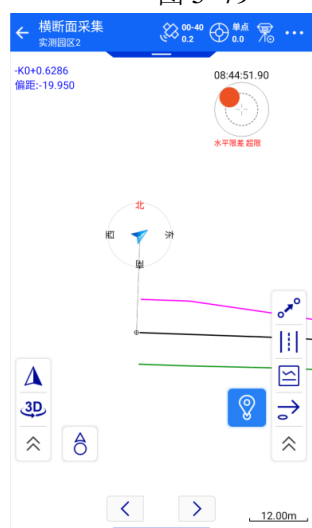 图 3-49
横断面采集
实测园区2
00-40
0.2
单点
0.0
-K0+0.6286
偏距:-19.950
08:44:51.90
水平限差 超限
北
西
东
南
3D
12.00m